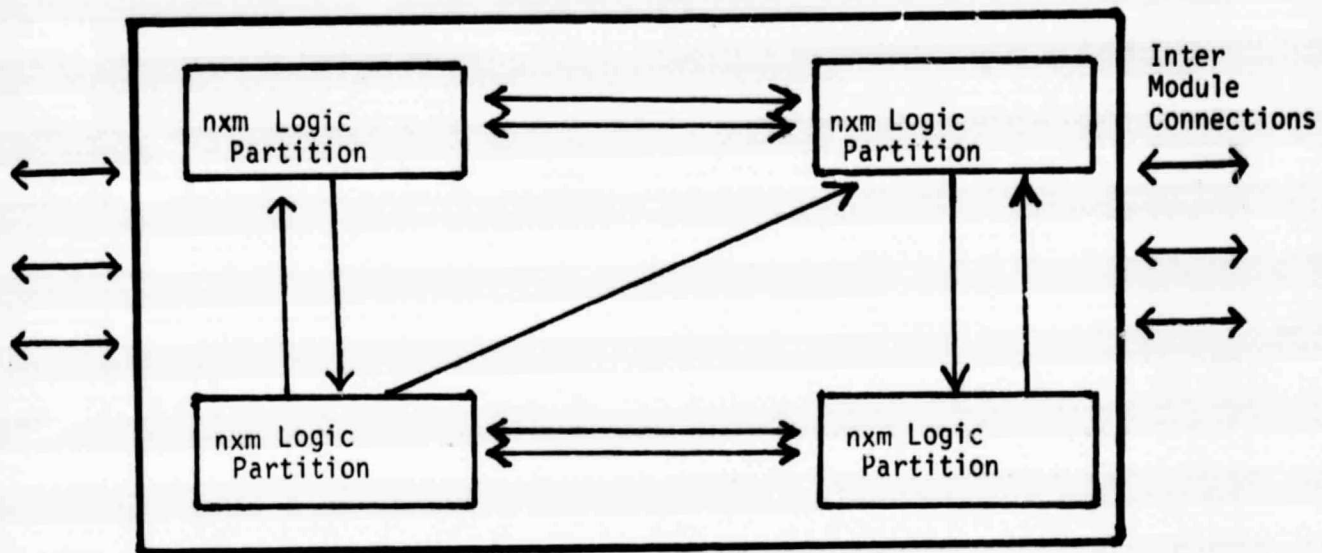 nxm Logic
Partition
nxm Logic
Partition
Inter
Module
Connections
nxm Logic
Partition
nxm Logic
Partition